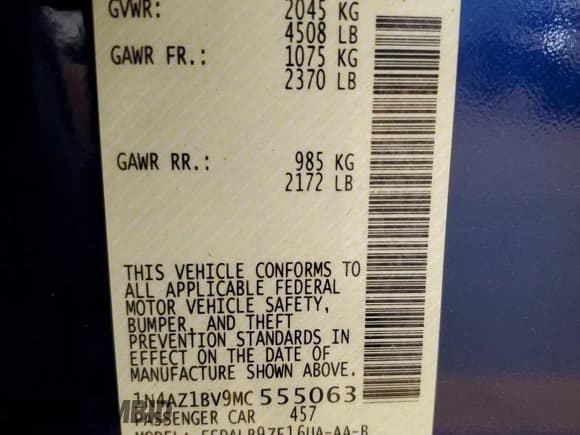 GVWR: 2045 KG
4508 LB
GAWR FR.: 1075 KG
2370 LB
GAWR RR.: 985 KG
2172 LB
THIS VEHICLE CONFORMS TO
ALL APPLICABLE FEDERAL
MOTOR VEHICLE SAFETY,
BUMPER, AND THEFT
PREVENTION STANDARDS IN
EFFECT ON THE DATE OF
MANUFACTURE SHOWN ABOVE.
1N4AZ1BV9MC 555063
PASSENGER CAR 457